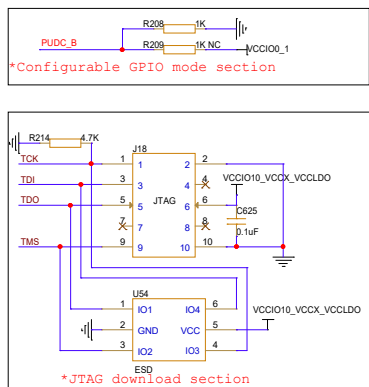 R208 1K
PUDC_B R209 1K NC VCCIO0_1
*Configurable GPIO mode section
R214 4.7K
J18
TCK 1 1 2 2
VCCIO10_VCCX_VCCLDO
TDI 3 3 4 4
JTAG
TDO 5 5 6 6
C625
7 7 8 8
0.1uF
TMS 9 9 10 10
U54
1 IO1 IO4 6
VCCIO10_VCCX_VCCLDO
2 GND VCC 5
3 IO2 IO3 4
ESD
*JTAG download section